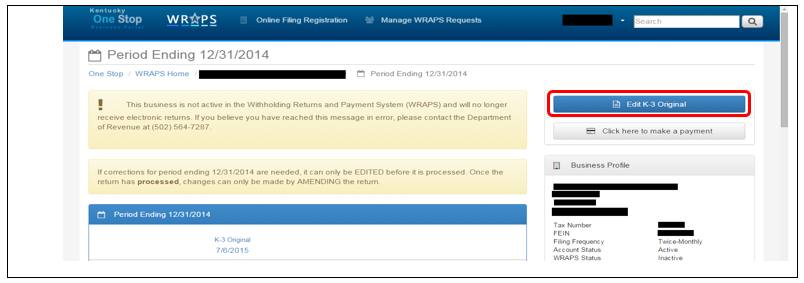 Kentucky
One Stop
Business Portal
WRAPS
Online Filing Registration
Manage WRAPS Requests
Search
Period Ending 12/31/2014
One Stop / WRAPS Home /
Period Ending 12/31/2014
! This business is not active in the Withholding Returns and Payment System (WRAPS) and will no longer
receive electronic returns. If you believe you have reached this message in error, please contact the Department
of Revenue at (502) 564-7287.
Edit K-3 Original
Click here to make a payment
If corrections for period ending 12/31/2014 are needed, it can only be EDITED before it is processed. Once the
return has processed, changes can only be made by AMENDING the return.
Business Profile
Period Ending 12/31/2014
K-3 Original
7/6/2015
Tax Number
FEIN
Filing Frequency Twice-Monthly
Account Status Active
WRAPS Status Inactive